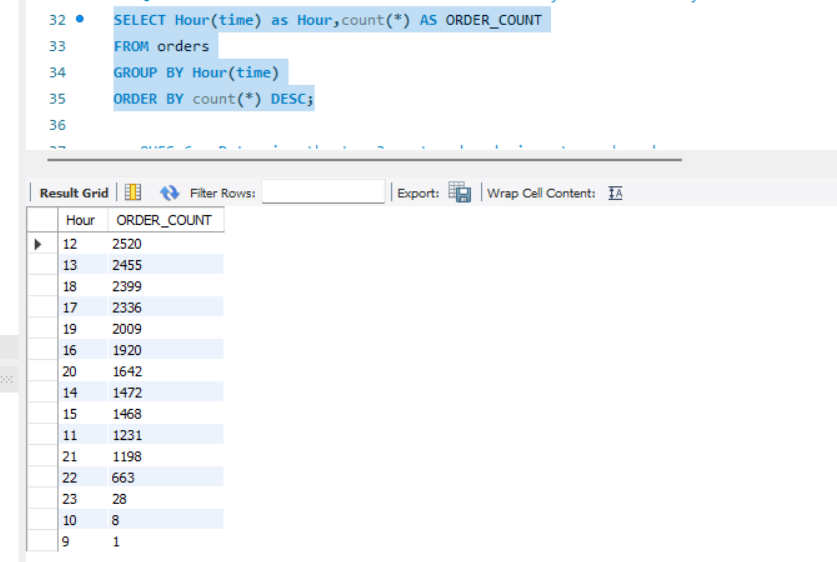 32 SELECT Hour(time) as Hour,count(*) AS ORDER_COUNT
33 FROM orders
34 GROUP BY Hour(time)
35 ORDER BY count(*) DESC;
36
Result Grid Filter Rows: Export: Wrap Cell Content: IA
Hour ORDER_COUNT
12 2520
13 2455
18 2399
17 2336
19 2009
16 1920
20 1642
14 1472
15 1468
11 1231
21 1198
22 663
23 28
10 8
9 1